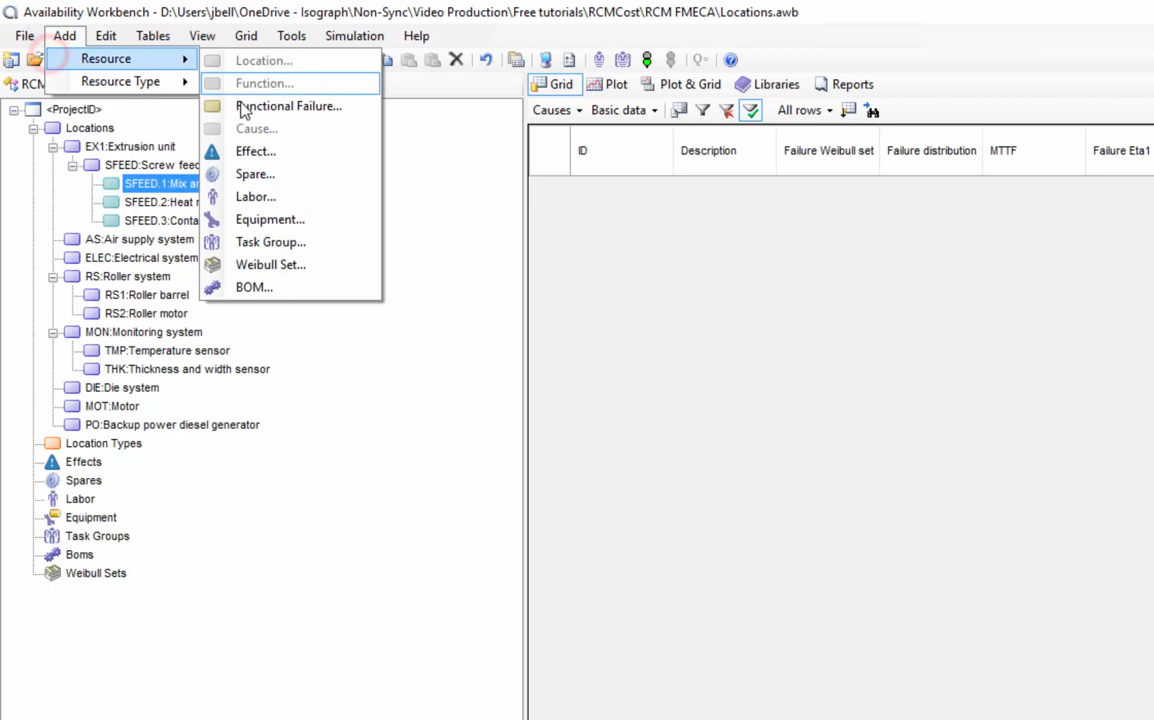 Availability Workbench - D:\Users\jbell\OneDrive - Isograph\Non-Sync\Video Production\Free tutorials\RCMCost\RCM FMECA\Locations.awb
File Add Edit Tables View Grid Tools Simulation Help
Resource
Resource Type
Location...
Function...
Functional Failure...
Cause...
Effect...
Spare...
Labor...
Equipment...
Task Group...
Weibull Set...
BOM...
RCM
Grid Plot Plot & Grid Libraries Reports
Causes Basic data All rows
ID Description Failure Weibull set Failure distribution MTTF Failure Eta1
<ProjectID>
Locations
EX1:Extrusion unit
SFEED:Screw feed
SFEED.1:Mix a
SFEED.2:Heat
SFEED.3:Conta
AS:Air supply system
ELEC:Electrical system
RS:Roller system
RS1:Roller barrel
RS2:Roller motor
MON:Monitoring system
TMP:Temperature sensor
THK:Thickness and width sensor
DIE:Die system
MOT:Motor
PO:Backup power diesel generator
Location Types
Effects
Spares
Labor
Equipment
Task Groups
Boms
Weibull Sets